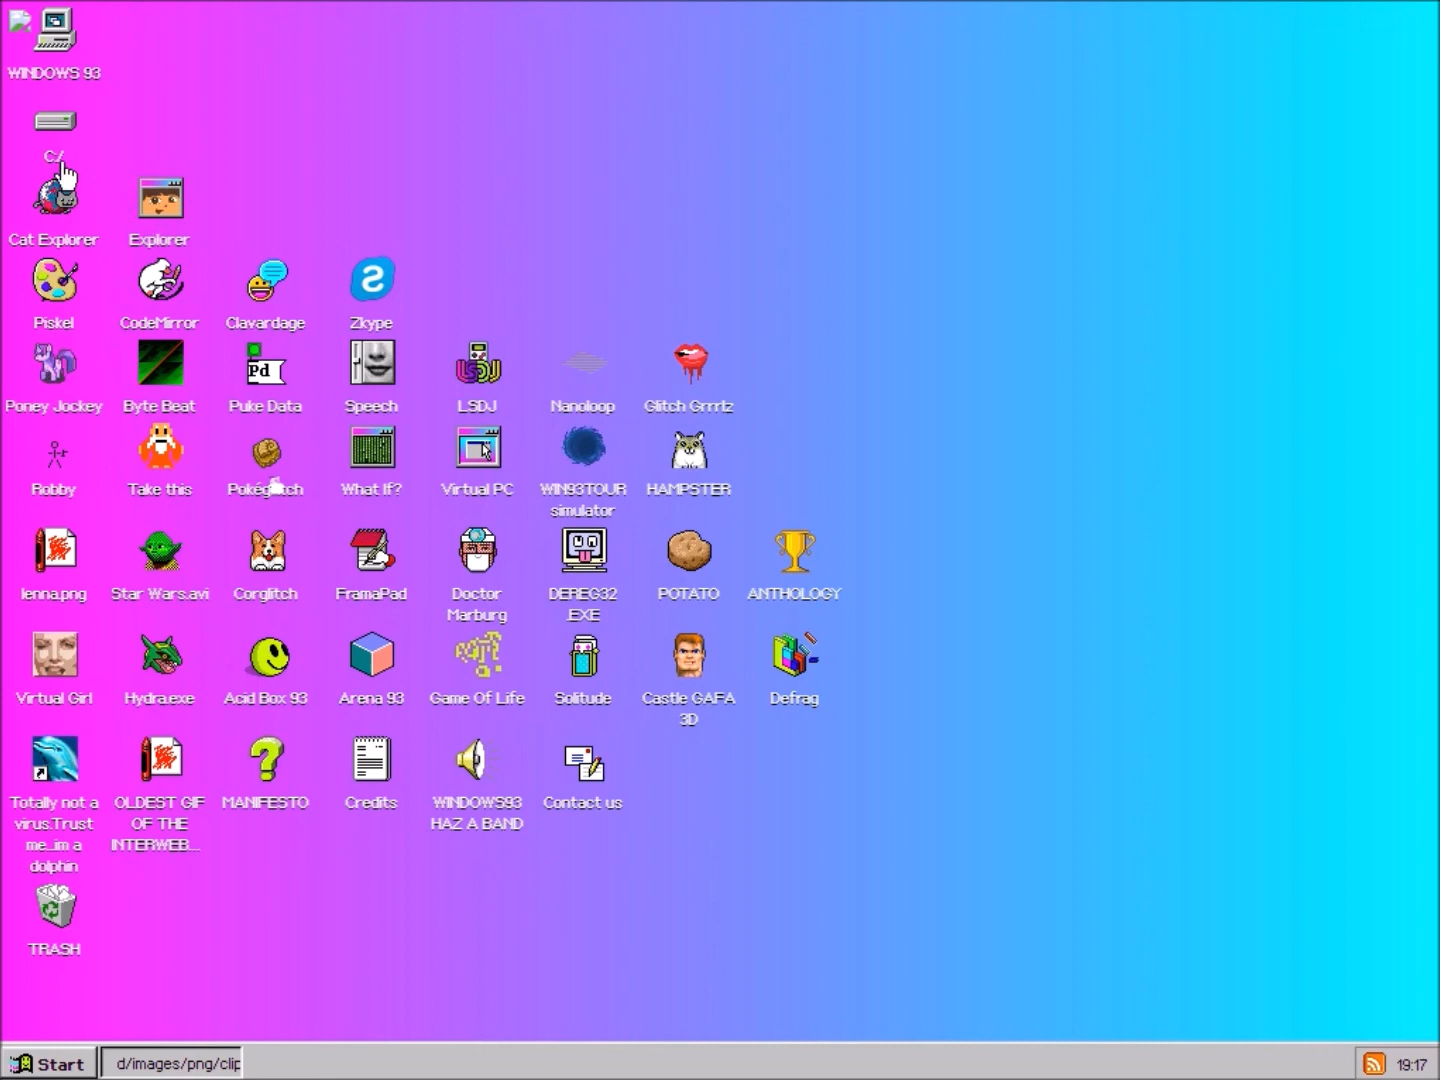 WINDOWS 93
C:/
Cat Explorer
Explorer
Piskel
CodeMirror
Clavardage
Zkype
Poney Jockey
Byte Beat
Pd
Puke Data
Speech
LSDJ
LSDJ
Nanoloop
Glitch Grrrlz
Robby
Take this
What If?
Virtual PC
WIN93TOUR
simulator
HAMPSTER
lenna.png
Star Wars.avi
Corglitch
FramaPad
Doctor
Marburg
DEREG32
.EXE
POTATO
ANTHOLOGY
Virtual Girl
Hydra.exe
Acid Box 93
Arena 93
Game Of Life
Solitude
Castle GAFA
3D
Defrag
Totally not a
virus.Trust
me...im a
dolphin
OLDEST GIF
OF THE
INTERWEB...
MANIFESTO
Credits
WINDOWS93
HAZ A BAND
Contact us
TRASH
Start
d/images/png/clip
19:17